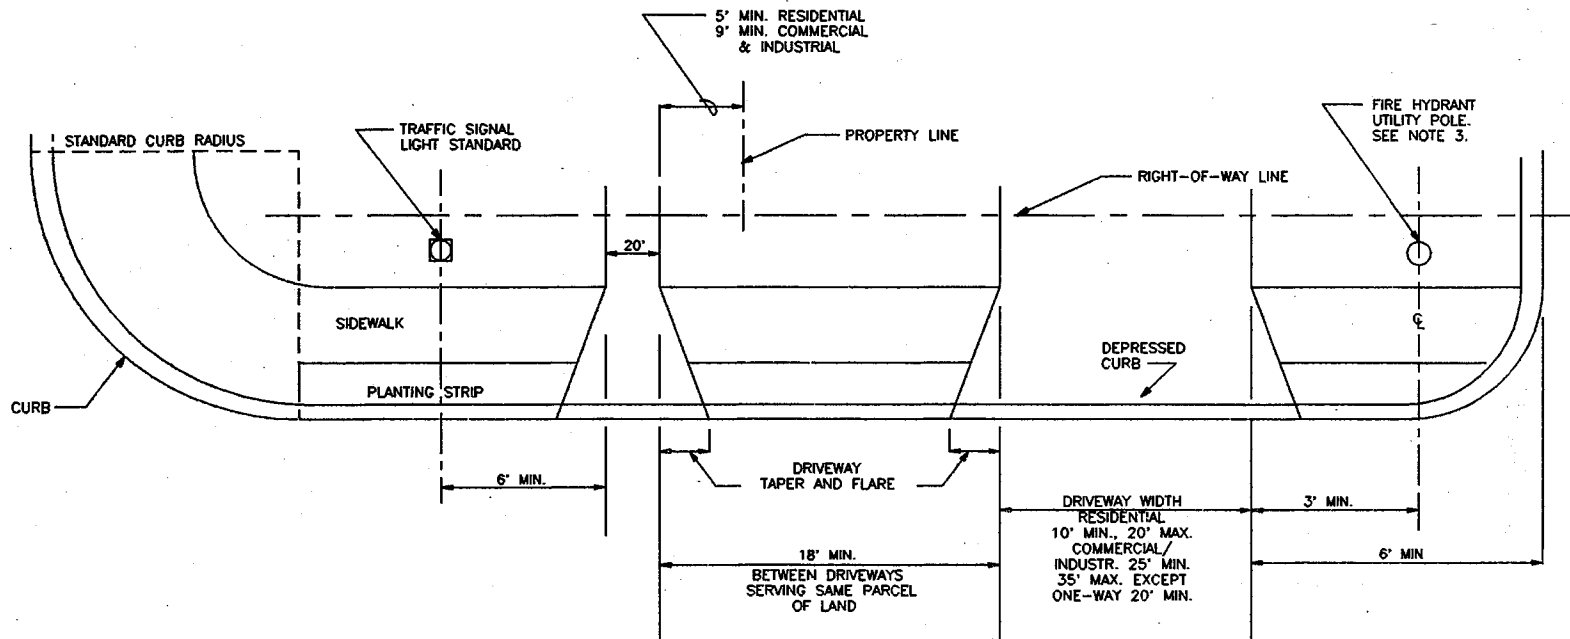 5' MIN. RESIDENTIAL
9' MIN. COMMERCIAL
& INDUSTRIAL
STANDARD CURB RADIUS
TRAFFIC SIGNAL
LIGHT STANDARD
PROPERTY LINE
FIRE HYDRANT
UTILITY POLE.
SEE NOTE 3.
RIGHT-OF-WAY LINE
20'
SIDEWALK
℄
DEPRESSED
CURB
PLANTING STRIP
CURB
6' MIN.
DRIVEWAY
TAPER AND FLARE
DRIVEWAY WIDTH
RESIDENTIAL
10' MIN., 20' MAX.
COMMERCIAL/
INDUSTR. 25' MIN.
35' MAX. EXCEPT
ONE-WAY 20' MIN.
3' MIN.
18' MIN.
BETWEEN DRIVEWAYS
SERVING SAME PARCEL
OF LAND
6' MIN